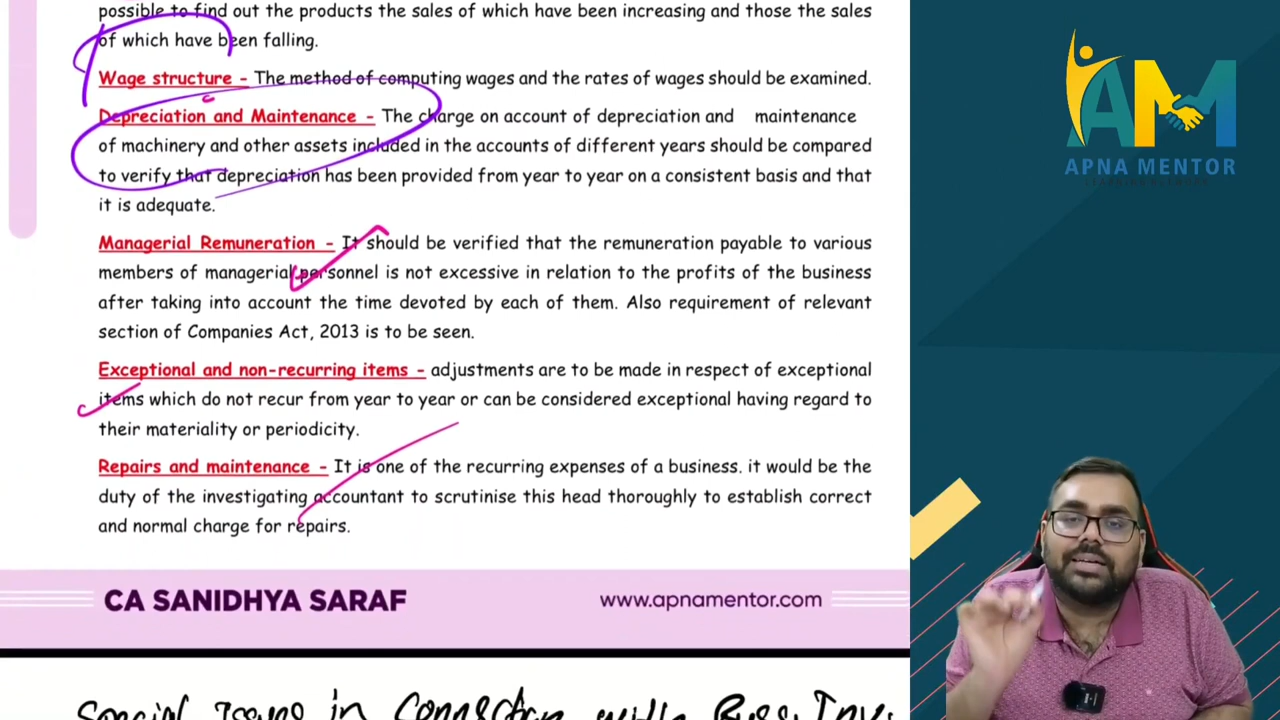 possible to find out the products the sales of which have been increasing and those the sales
of which have been falling.
Wage structure - The method of computing wages and the rates of wages should be examined.
Depreciation and Maintenance - The charge on account of depreciation and maintenance
of machinery and other assets included in the accounts of different years should be compared
to verify that depreciation has been provided from year to year on a consistent basis and that
it is adequate.
Managerial Remuneration - It should be verified that the remuneration payable to various
members of managerial personnel is not excessive in relation to the profits of the business
after taking into account the time devoted by each of them. Also requirement of relevant
section of Companies Act, 2013 is to be seen.
Exceptional and non-recurring items - adjustments are to be made in respect of exceptional
items which do not recur from year to year or can be considered exceptional having regard to
their materiality or periodicity.
Repairs and maintenance - It is one of the recurring expenses of a business. it would be the
duty of the investigating accountant to scrutinise this head thoroughly to establish correct
and normal charge for repairs.
CA SANIDHYA SARAF
www.apnamentor.com
in Connection with
AM
APNA MENTOR